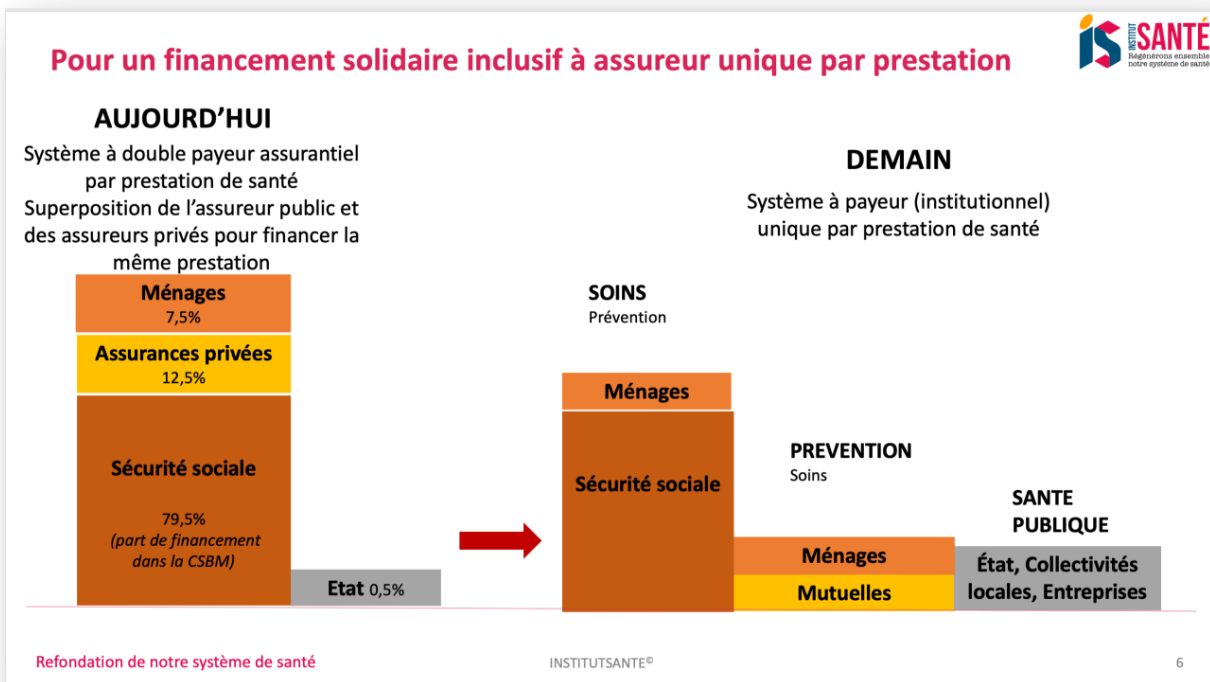 Pour un financement solidaire inclusif à assureur unique par prestation
INSTITUT
iS
SANTÉ
Régénérons ensemble
notre système de santé
AUJOURD'HUI
Système à double payeur assurantiel
par prestation de santé
Superposition de l'assureur public et
des assureurs privés pour financer la
même prestation
Ménages
7,5%
Assurances privées
12,5%
Sécurité sociale
79,5%
(part de financement
dans la CSBM)
Etat 0,5%
DEMAIN
Système à payeur (institutionnel)
unique par prestation de santé
SOINS
Prévention
Ménages
Sécurité sociale
PREVENTION
Soins
Ménages
Mutuelles
SANTE
PUBLIQUE
État, Collectivités
locales, Entreprises
Refondation de notre système de santé
INSTITUTSANTE©
6